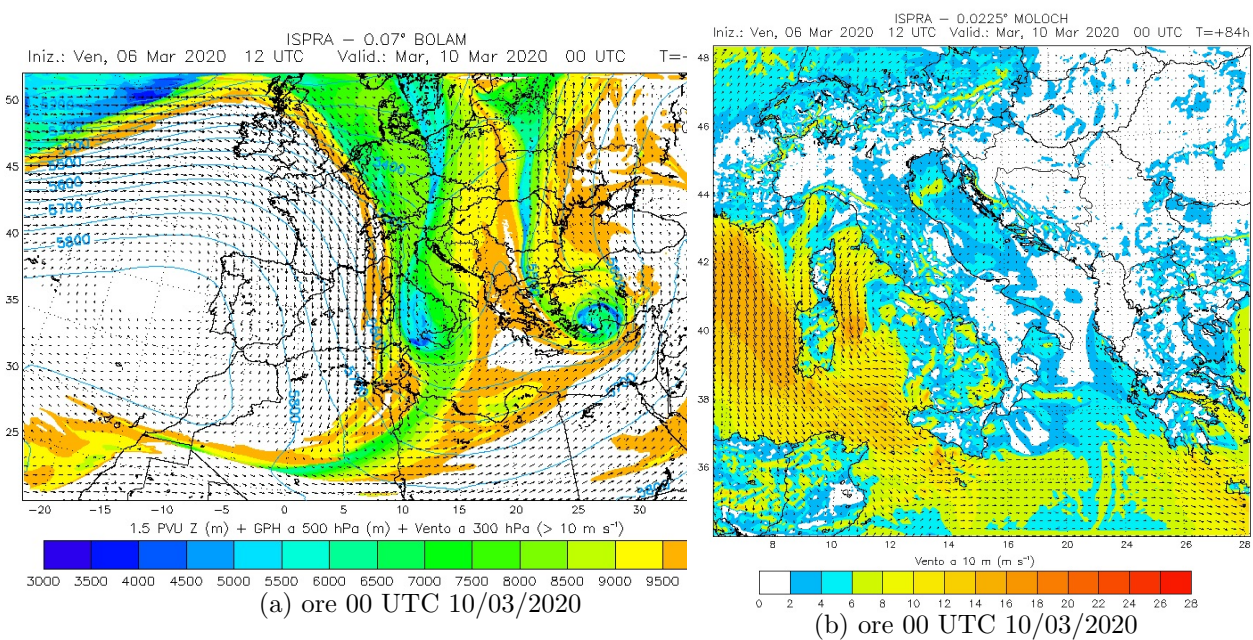 ISPRA – 0.07° BOLAM
Iniz.: Ven, 06 Mar 2020 12 UTC Valid.: Mar, 10 Mar 2020 00 UTC T=-
50
45
40
35
30
25
-20 -15 -10 -5 0 5 10 15 20 25 30
5600
5700
5800
1.5 PVU Z (m) + GPH a 500 hPa (m) + Vento a 300 hPa (> 10 m s⁻¹)
3000 3500 4000 4500 5000 5500 6000 6500 7000 7500 8000 8500 9000 9500
(a) ore 00 UTC 10/03/2020
ISPRA – 0.0225° MOLOCH
Iniz.: Ven, 06 Mar 2020 12 UTC Valid.: Mar, 10 Mar 2020 00 UTC T=+84h
48
46
44
42
40
38
36
8 10 12 14 16 18 20 22 24 26 28
Vento a 10 m (m s⁻¹)
0 2 4 6 8 10 12 14 16 18 20 22 24 26 28
(b) ore 00 UTC 10/03/2020